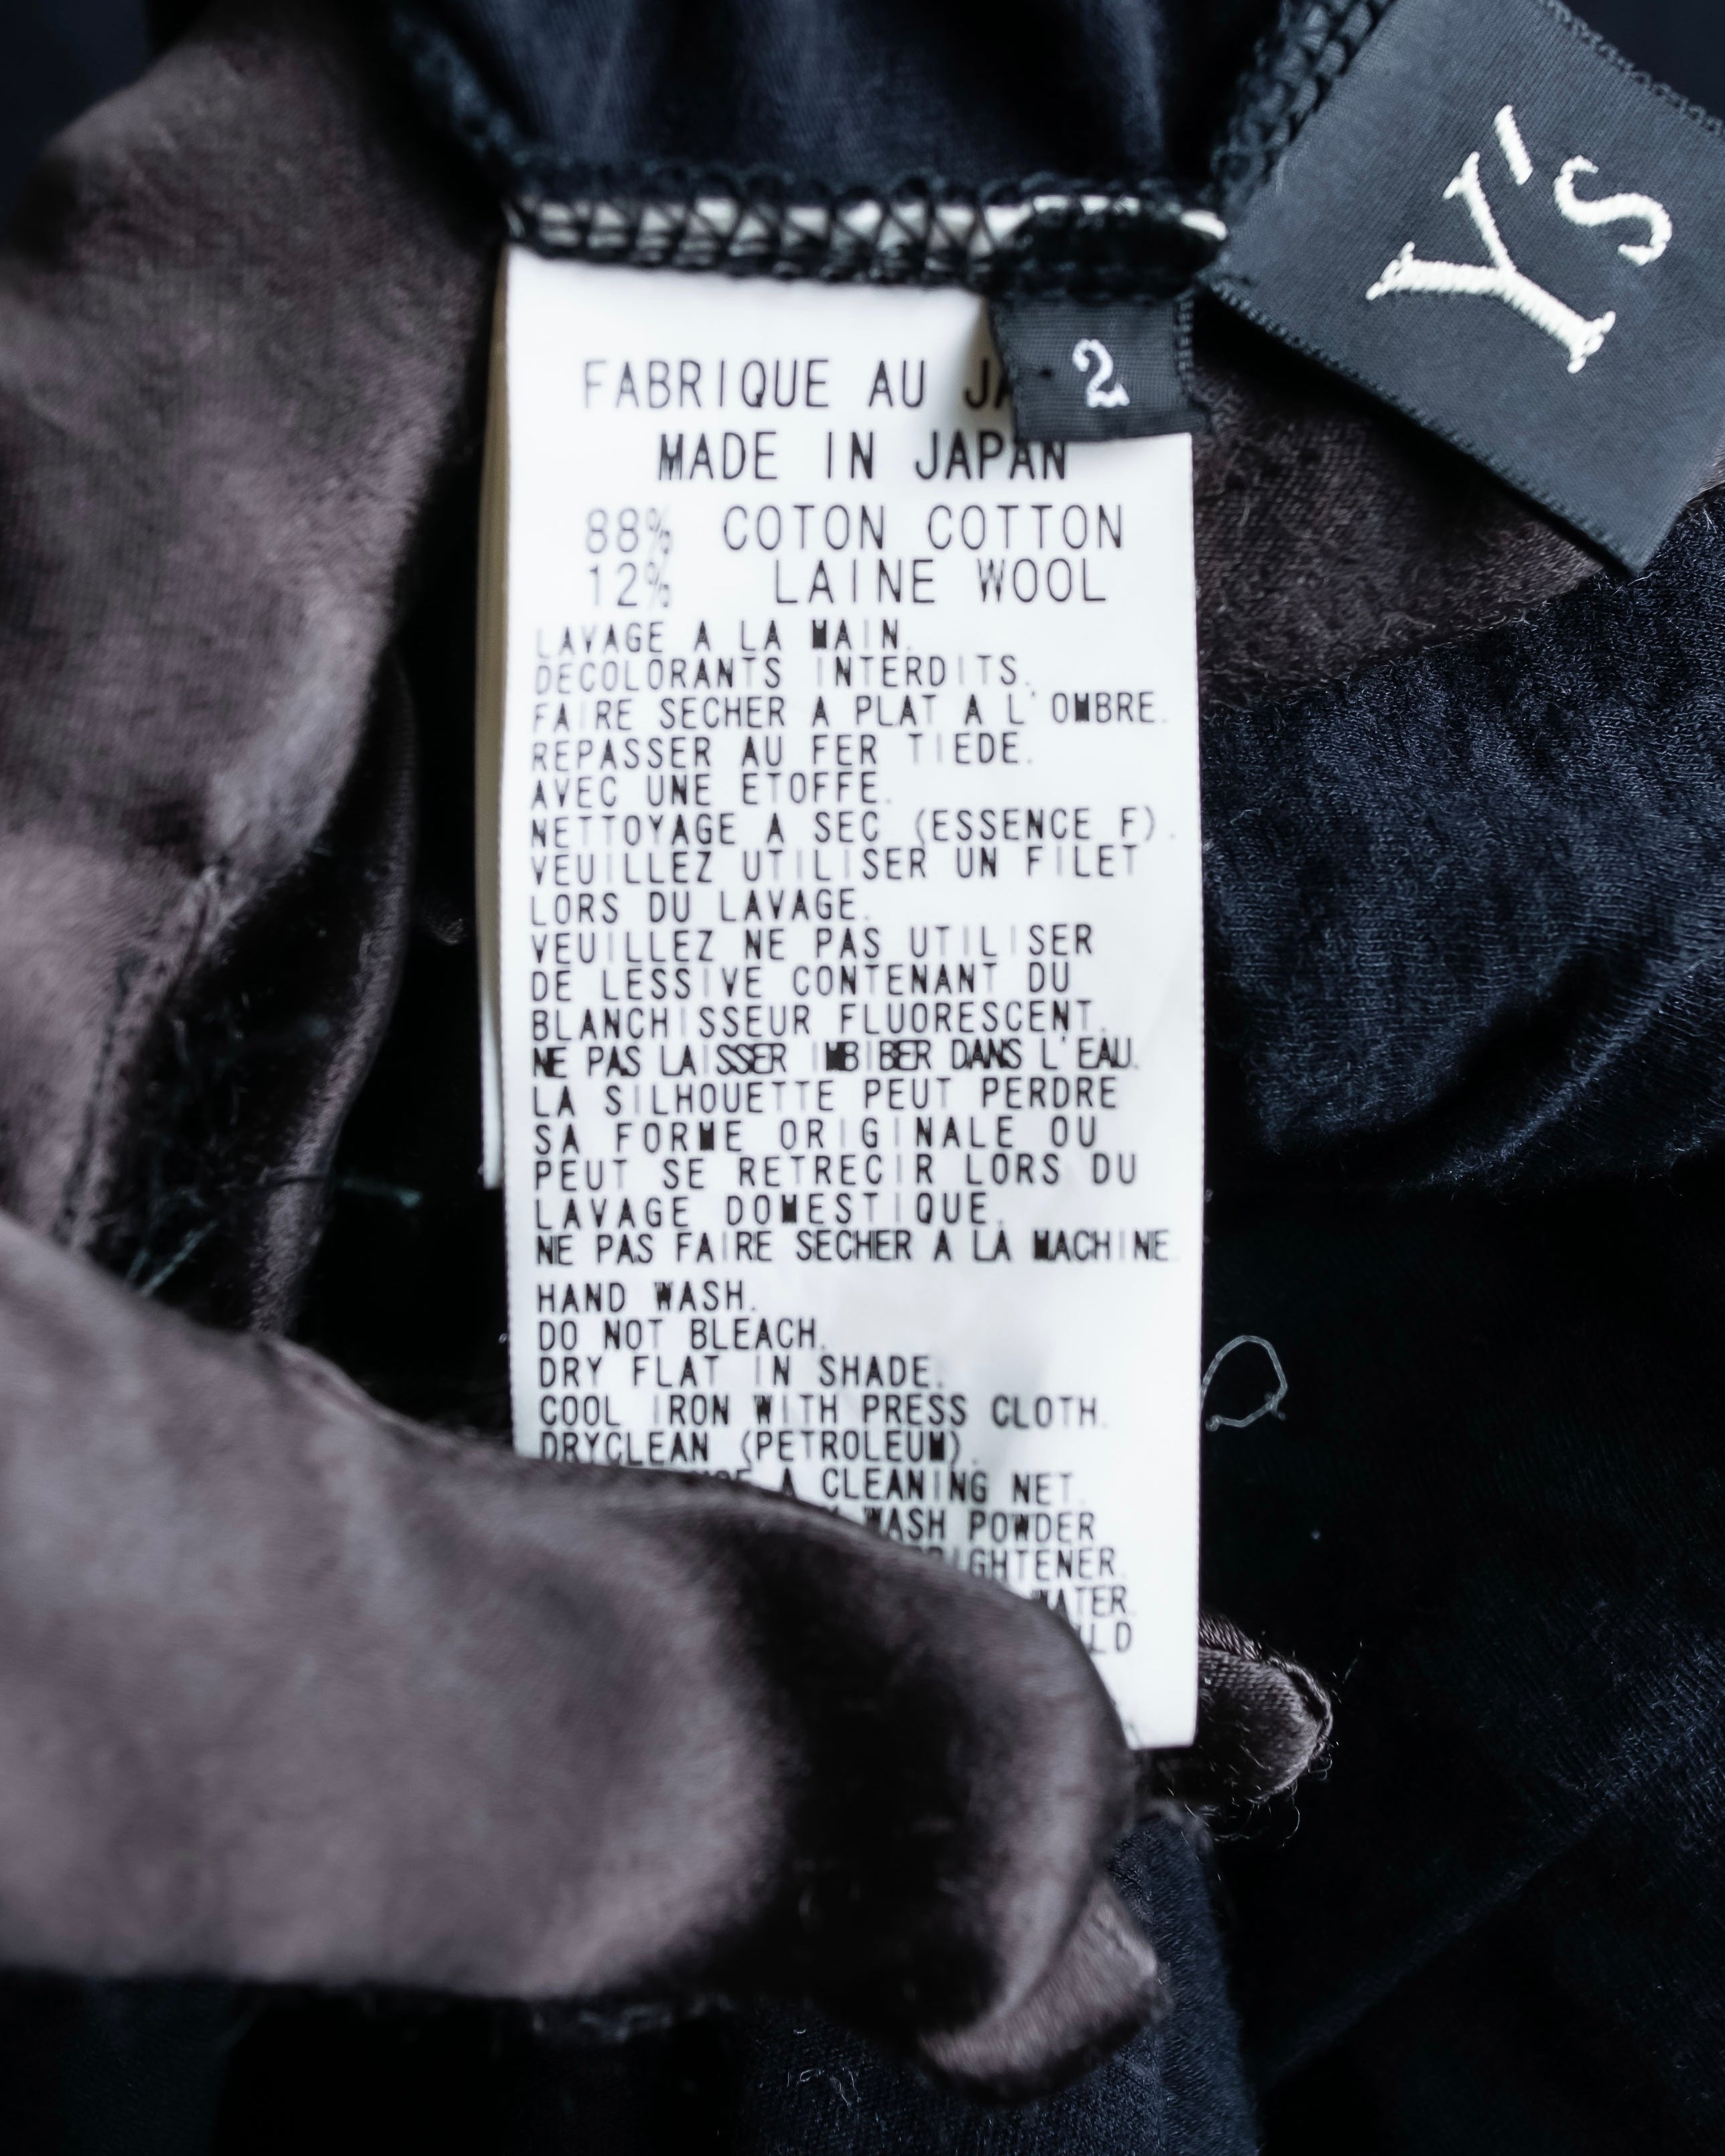 Y's
2
FABRIQUE AU
MADE IN JAPAN
88% COTON COTTON
12% LAINE WOOL
LAVAGE A LA MAIN.
DECOLORANTS INTERDITS.
FAIRE SECHER A PLAT A L'OMBRE.
REPASSER AU FER TIEDE.
AVEC UNE ETOFFE.
NETTOYAGE A SEC (ESSENCE F).
VEUILLEZ UTILISER UN FILET
LORS DU LAVAGE.
VEUILLEZ NE PAS UTILISER
DE LESSIVE CONTENANT DU
BLANCHISSEUR FLUORESCENT.
NE PAS LAISSER IMBIBER DANS L'EAU.
LA SILHOUETTE PEUT PERDRE
SA FORME ORIGINALE OU
PEUT SE RETRECIR LORS DU
LAVAGE DOMESTIQUE.
NE PAS FAIRE SECHER A LA MACHINE.
HAND WASH.
DO NOT BLEACH.
DRY FLAT IN SHADE.
COOL IRON WITH PRESS CLOTH.
DRYCLEAN (PETROLEUM).
A CLEANING NET.
WASH POWDER